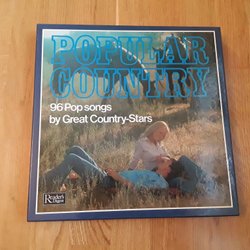 POPULAR
COUNTRY
96 Pop songs
by Great Country-Stars
Reader's
Digest